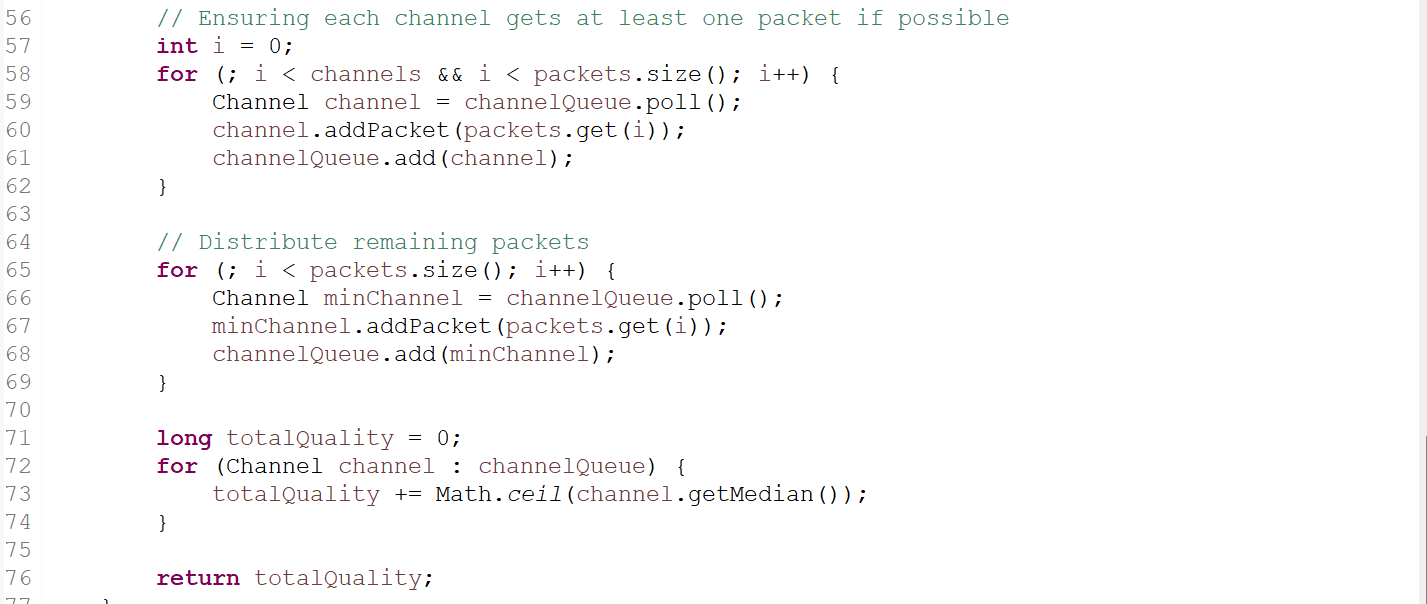 56 // Ensuring each channel gets at least one packet if possible
57 int i = 0;
58 for (; i < channels && i < packets.size(); i++) {
59 Channel channel = channelQueue.poll();
60 channel.addPacket(packets.get(i));
61 channelQueue.add(channel);
62 }
63
64 // Distribute remaining packets
65 for (; i < packets.size(); i++) {
66 Channel minChannel = channelQueue.poll();
67 minChannel.addPacket(packets.get(i));
68 channelQueue.add(minChannel);
69 }
70
71 long totalQuality = 0;
72 for (Channel channel : channelQueue) {
73 totalQuality += Math.ceil(channel.getMedian());
74 }
75
76 return totalQuality;